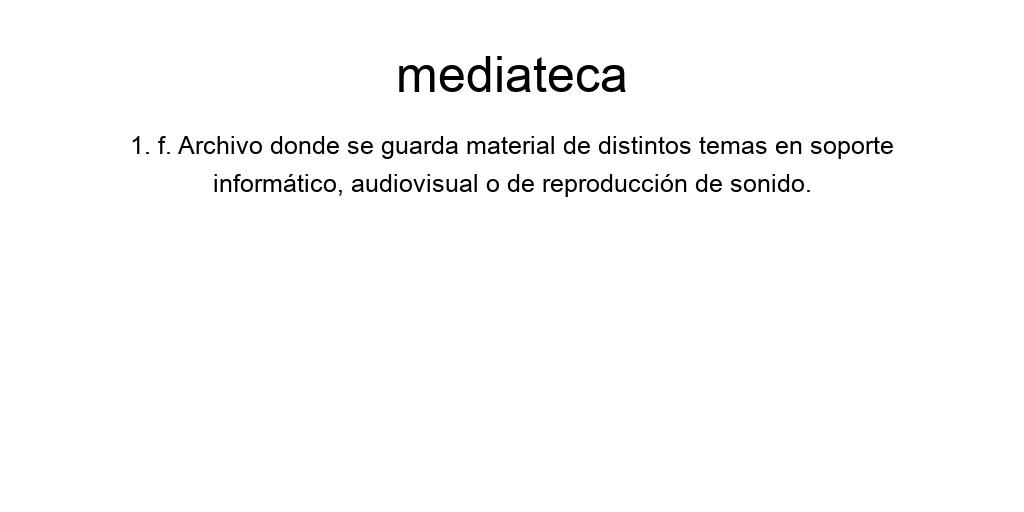 mediateca
1. f. Archivo donde se guarda material de distintos temas en soporte
informático, audiovisual o de reproducción de sonido.